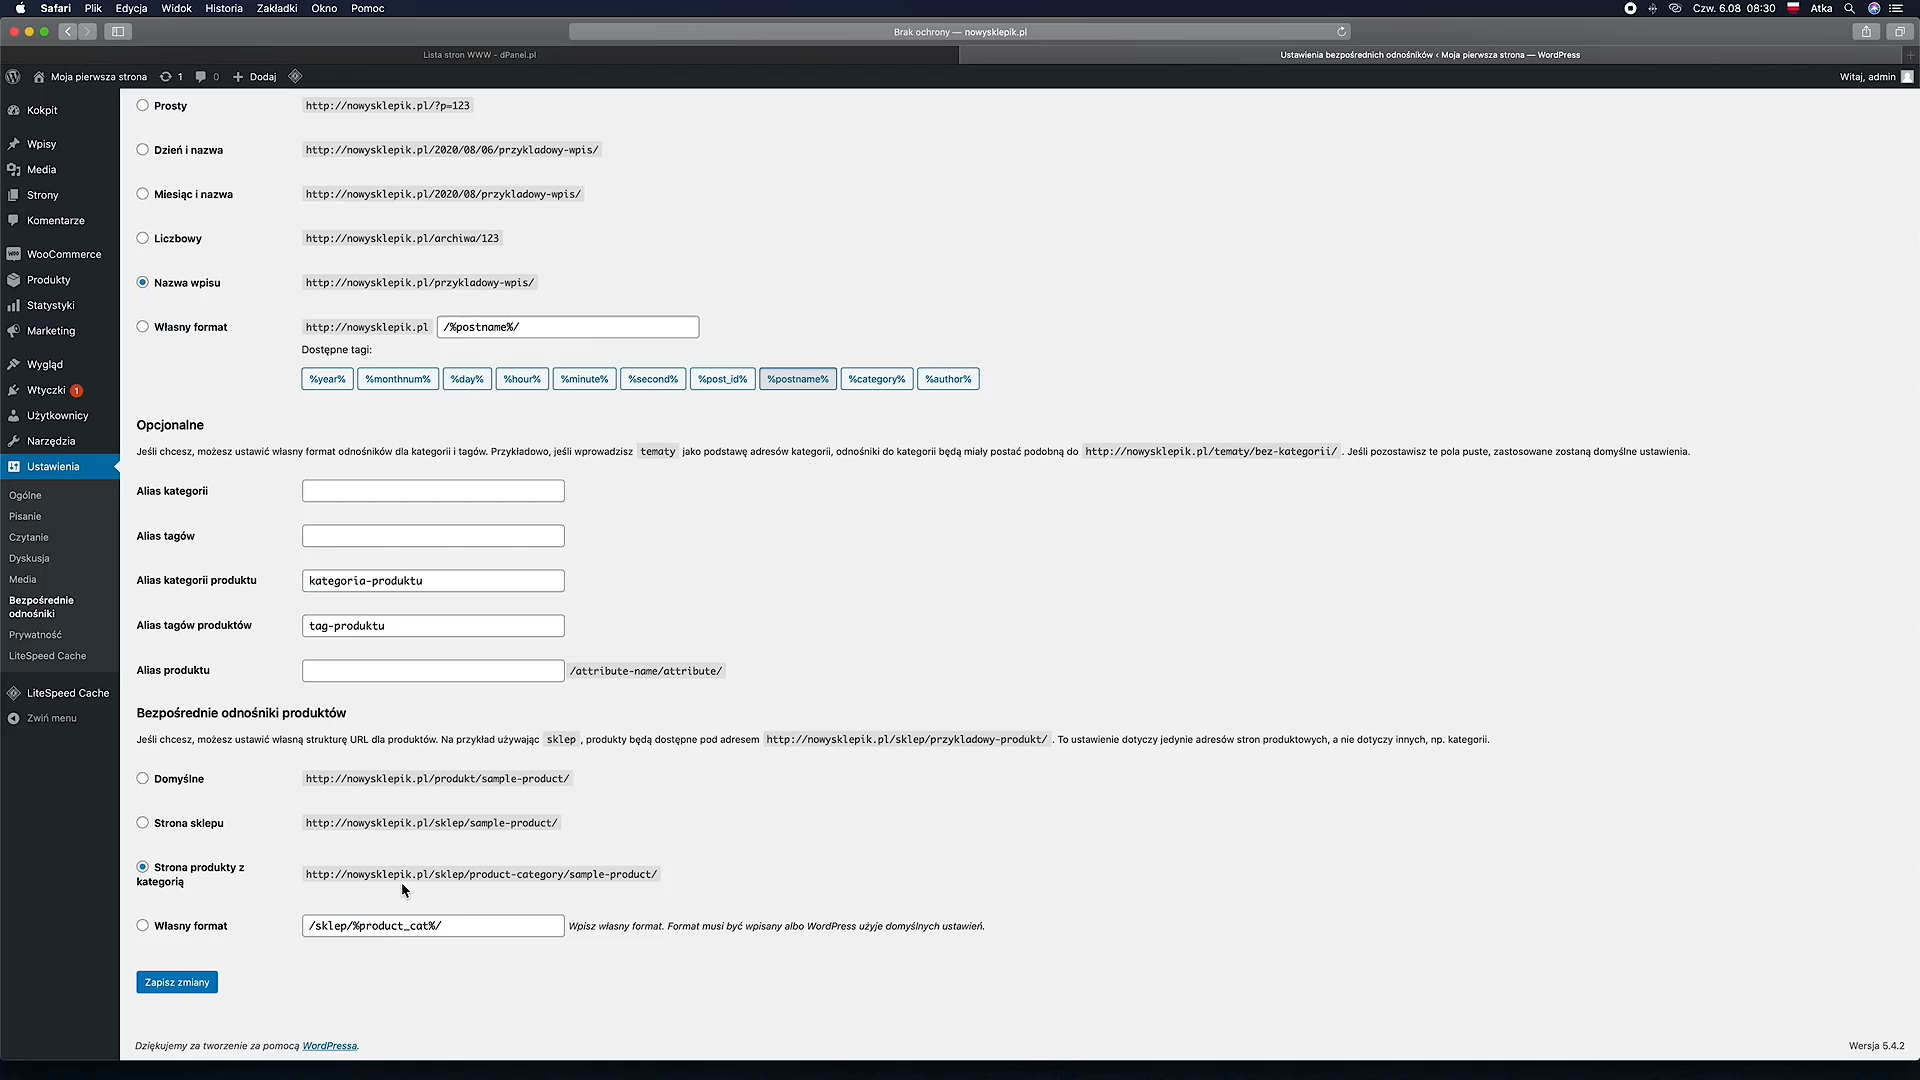 Safari Plik Edycja Widok Historia Zakładki Okno Pomoc Czw. 6.08 08:30 Atka
Brak ochrony — nowysklepik.pl
Lista stron WWW - dPanel.pl
Ustawienia bezpośrednich odnośników ‹ Moja pierwsza strona — WordPress
Moja pierwsza strona 1 0 Dodaj Witaj, admin
Kokpit
Wpisy
Media
Strony
Komentarze
WooCommerce
Produkty
Statystyki
Marketing
Wygląd
Wtyczki 1
Użytkownicy
Narzędzia
Ustawienia
Ogólne
Pisanie
Czytanie
Dyskusja
Media
Bezpośrednie
odnośniki
Prywatność
LiteSpeed Cache
LiteSpeed Cache
Zwiń menu
Prosty http://nowysklepik.pl/?p=123
Dzień i nazwa http://nowysklepik.pl/2020/08/06/przykladowy-wpis/
Miesiąc i nazwa http://nowysklepik.pl/2020/08/przykladowy-wpis/
Liczbowy http://nowysklepik.pl/archiwa/123
Nazwa wpisu http://nowysklepik.pl/przykladowy-wpis/
Własny format http://nowysklepik.pl /%postname%/
Dostępne tagi:
%year% %monthnum% %day% %hour% %minute% %second% %post_id% %postname% %category% %author%
Opcjonalne
Jeśli chcesz, możesz ustawić własny format odnośników dla kategorii i tagów. Przykładowo, jeśli wprowadzisz tematy jako podstawę adresów kategorii, odnośniki do kategorii będą miały postać podobną do http://nowysklepik.pl/tematy/bez-kategorii/ . Jeśli pozostawisz te pola puste, zastosowane zostaną domyślne ustawienia.
Alias kategorii
Alias tagów
Alias kategorii produktu kategoria-produktu
Alias tagów produktów tag-produktu
Alias produktu /attribute-name/attribute/
Bezpośrednie odnośniki produktów
Jeśli chcesz, możesz ustawić własną strukturę URL dla produktów. Na przykład używając sklep , produkty będą dostępne pod adresem http://nowysklepik.pl/sklep/przykladowy-produkt/ . To ustawienie dotyczy jedynie adresów stron produktowych, a nie dotyczy innych, np. kategorii.
Domyślne http://nowysklepik.pl/produkt/sample-product/
Strona sklepu http://nowysklepik.pl/sklep/sample-product/
Strona produkty z
kategorią http://nowysklepik.pl/sklep/product-category/sample-product/
Własny format /sklep/%product_cat%/ Wpisz własny format. Format musi być wpisany albo WordPress użyje domyślnych ustawień.
Zapisz zmiany
Dziękujemy za tworzenie za pomocą WordPressa. Wersja 5.4.2